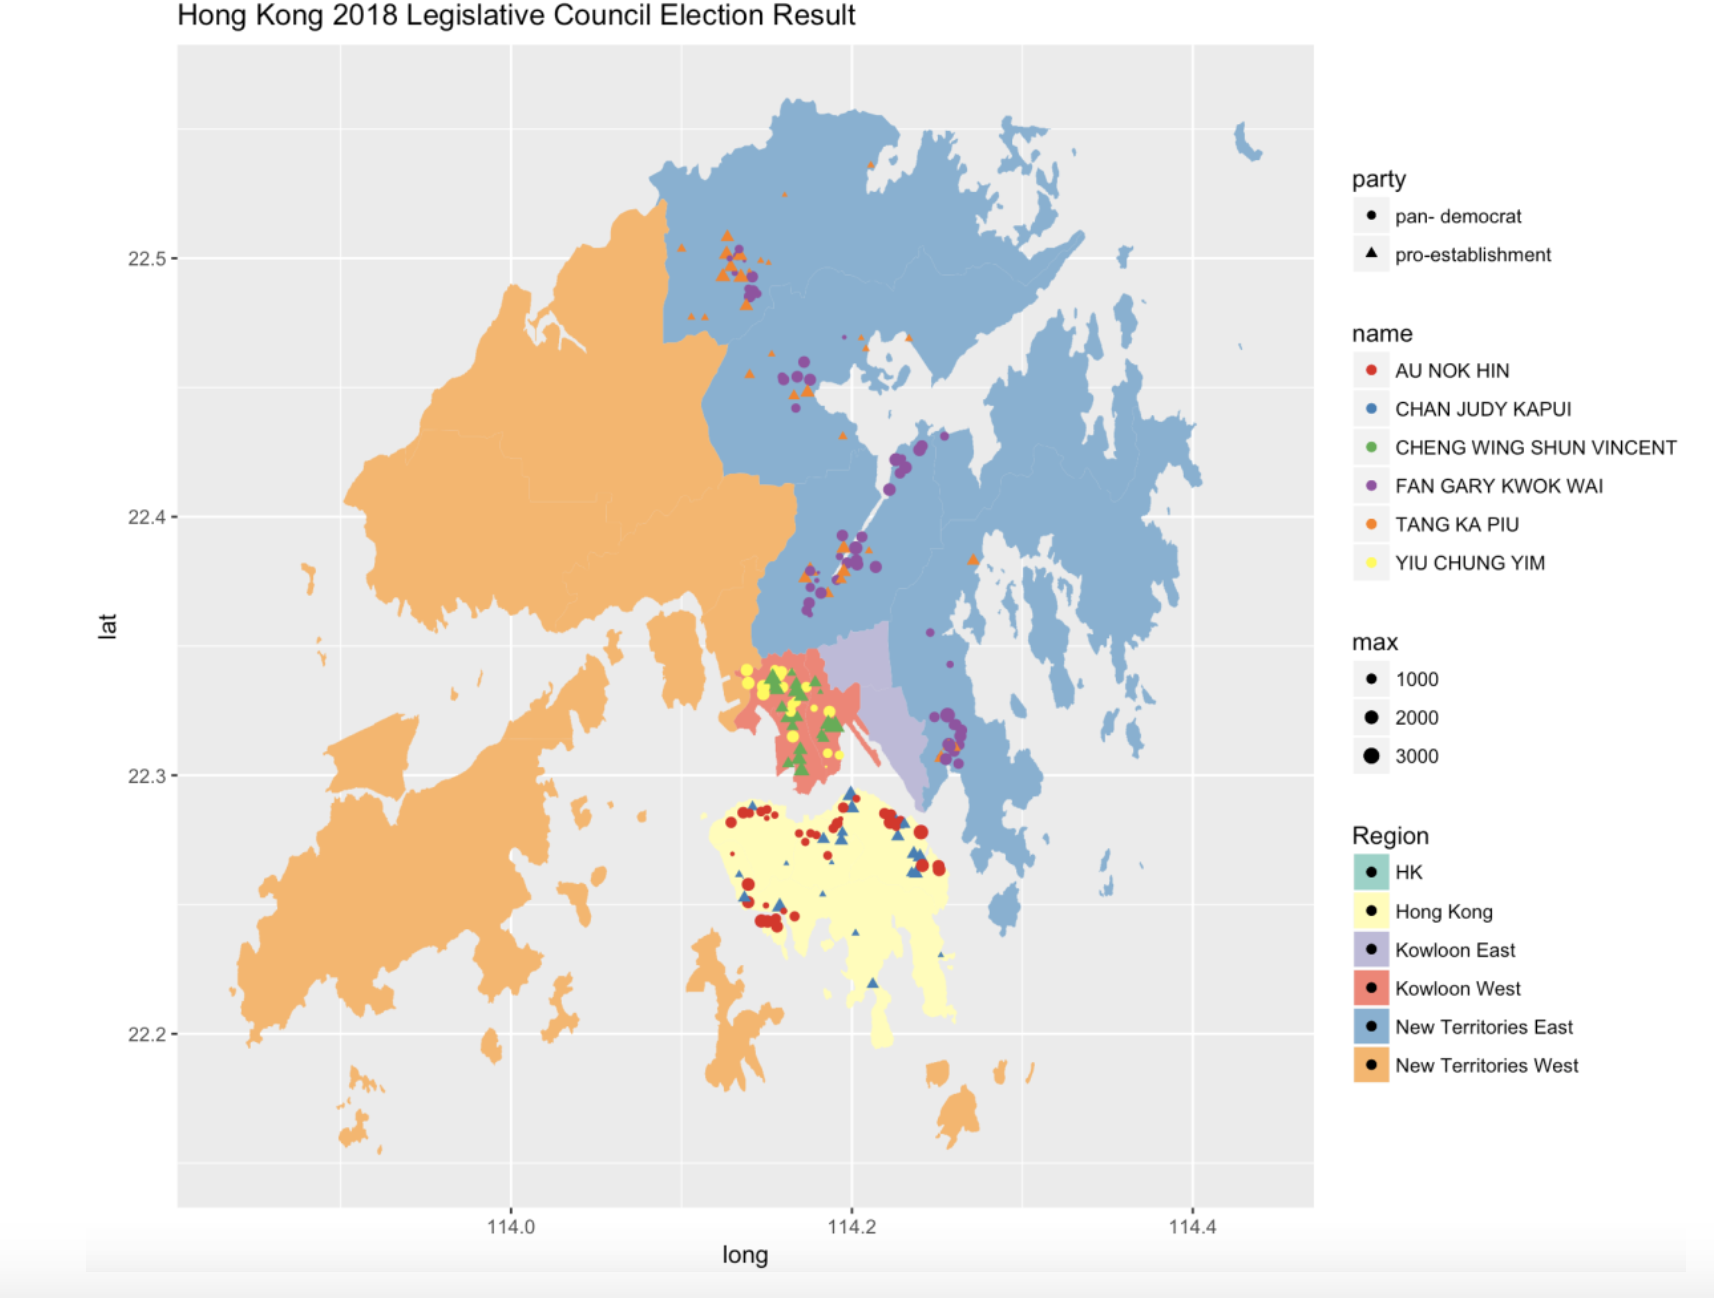 Hong Kong 2018 Legislative Council Election Result
lat
22.5
22.4
22.3
22.2
114.0
114.2
114.4
long
party
pan- democrat
pro-establishment
name
AU NOK HIN
CHAN JUDY KAPUI
CHENG WING SHUN VINCENT
FAN GARY KWOK WAI
TANG KA PIU
YIU CHUNG YIM
max
1000
2000
3000
Region
HK
Hong Kong
Kowloon East
Kowloon West
New Territories East
New Territories West